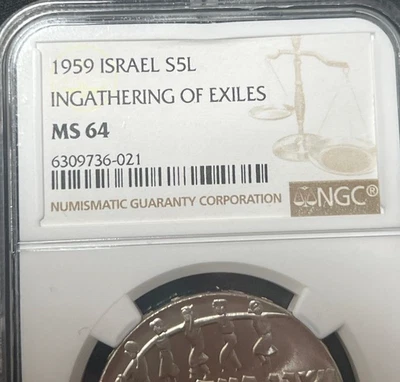 1959 ISRAEL S5L
INGATHERING OF EXILES
MS 64
6309736-021
NGC®
NUMISMATIC GUARANTY CORPORATION